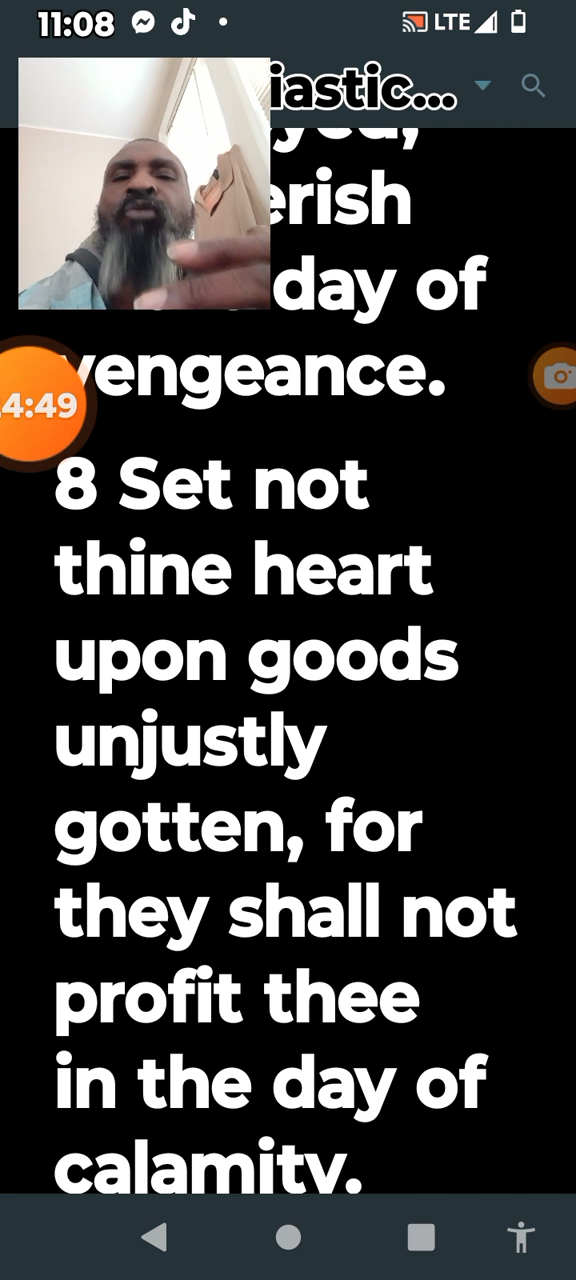 11:08
LTE
iastic...
yed,
erish
day of
vengeance.
4:49
8 Set not
thine heart
upon goods
unjustly
gotten, for
they shall not
profit thee
in the day of
calamity.